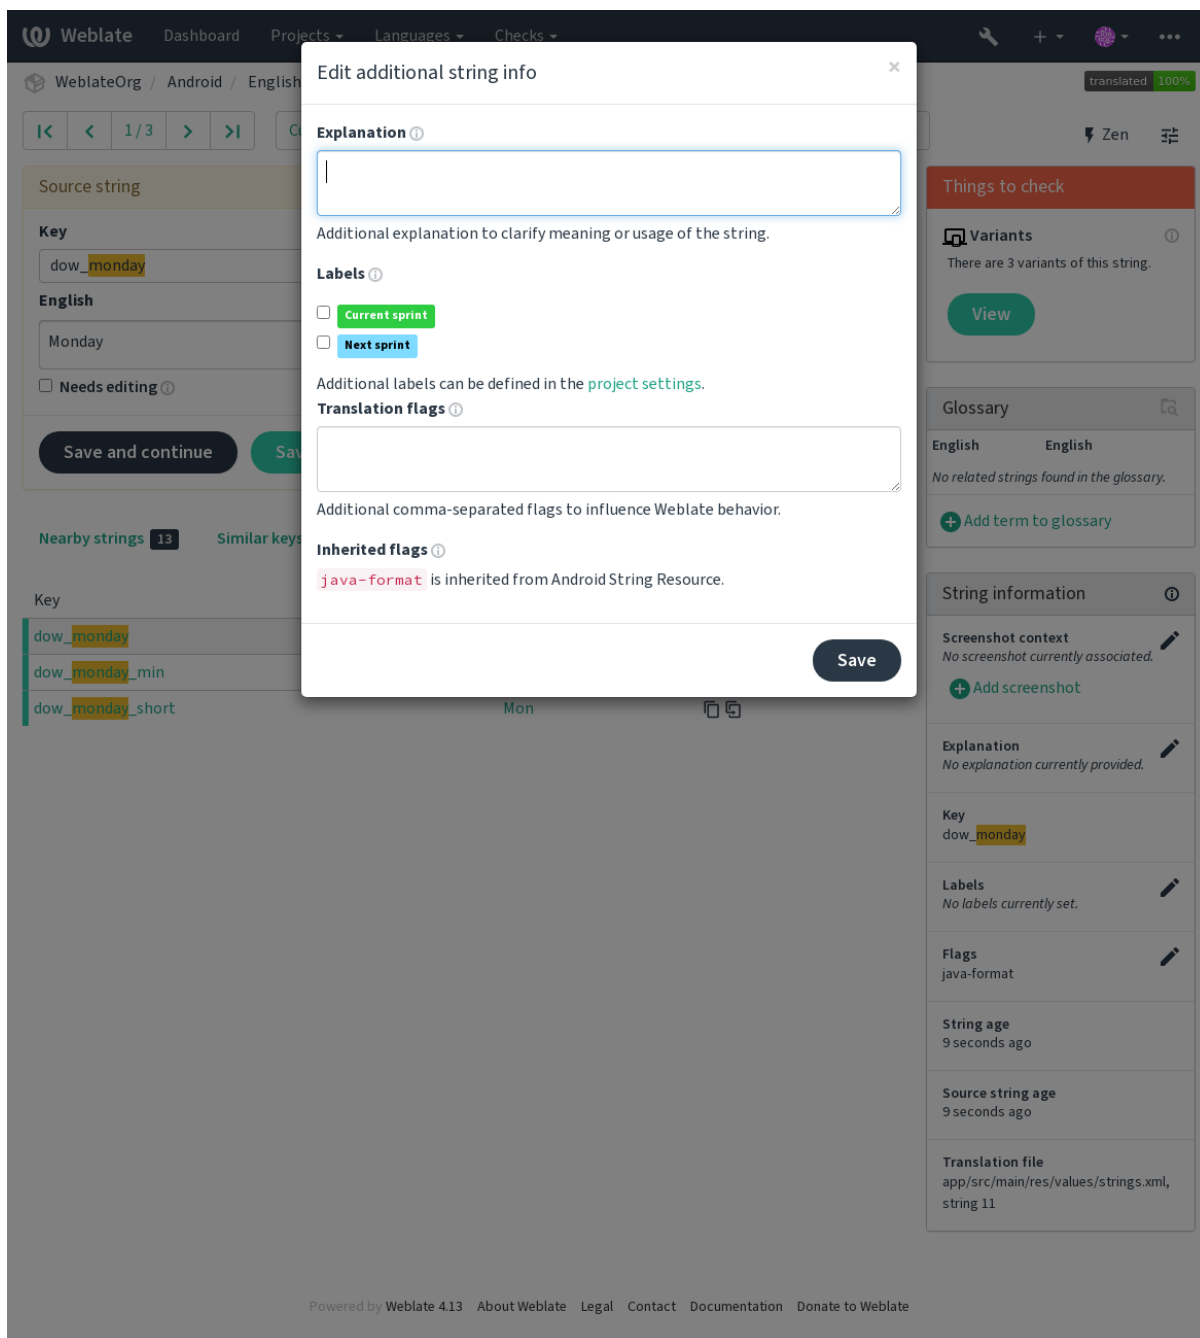 Weblate Dashboard Projects Languages Checks
WeblateOrg / Android / English
translated 100%
1 / 3
Zen
Source string
Key
dow_monday
English
Monday
Needs editing
Save and continue
Nearby strings 13 Similar keys
Key
dow_monday
dow_monday_min
dow_monday_short Mon
Edit additional string info
×
Explanation
Additional explanation to clarify meaning or usage of the string.
Labels
Current sprint
Next sprint
Additional labels can be defined in the project settings.
Translation flags
Additional comma-separated flags to influence Weblate behavior.
Inherited flags
java-format is inherited from Android String Resource.
Save
Things to check
Variants
There are 3 variants of this string.
View
Glossary
English English
No related strings found in the glossary.
Add term to glossary
String information
Screenshot context
No screenshot currently associated.
Add screenshot
Explanation
No explanation currently provided.
Key
dow_monday
Labels
No labels currently set.
Flags
java-format
String age
9 seconds ago
Source string age
9 seconds ago
Translation file
app/src/main/res/values/strings.xml,
string 11
Powered by Weblate 4.13 About Weblate Legal Contact Documentation Donate to Weblate